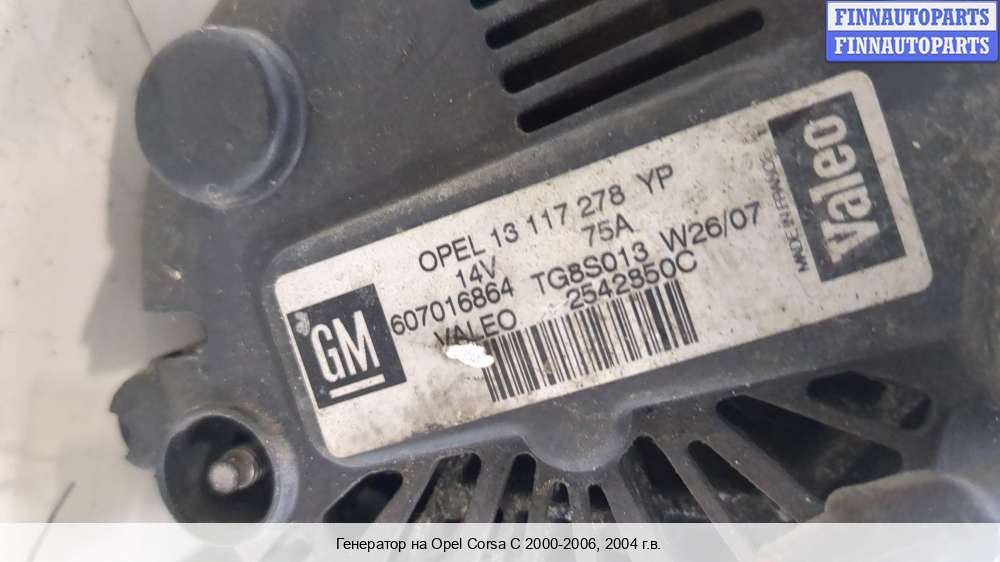 FINNAUTOPARTS
FINNAUTOPARTS
OPEL 13 117 278 YP
14V 75A
607016864 TG8S013 W26/07
VALEO 2542850C
GM
MADE IN FRANCE
Valeo
Генератор на Opel Corsa C 2000-2006, 2004 г.в.